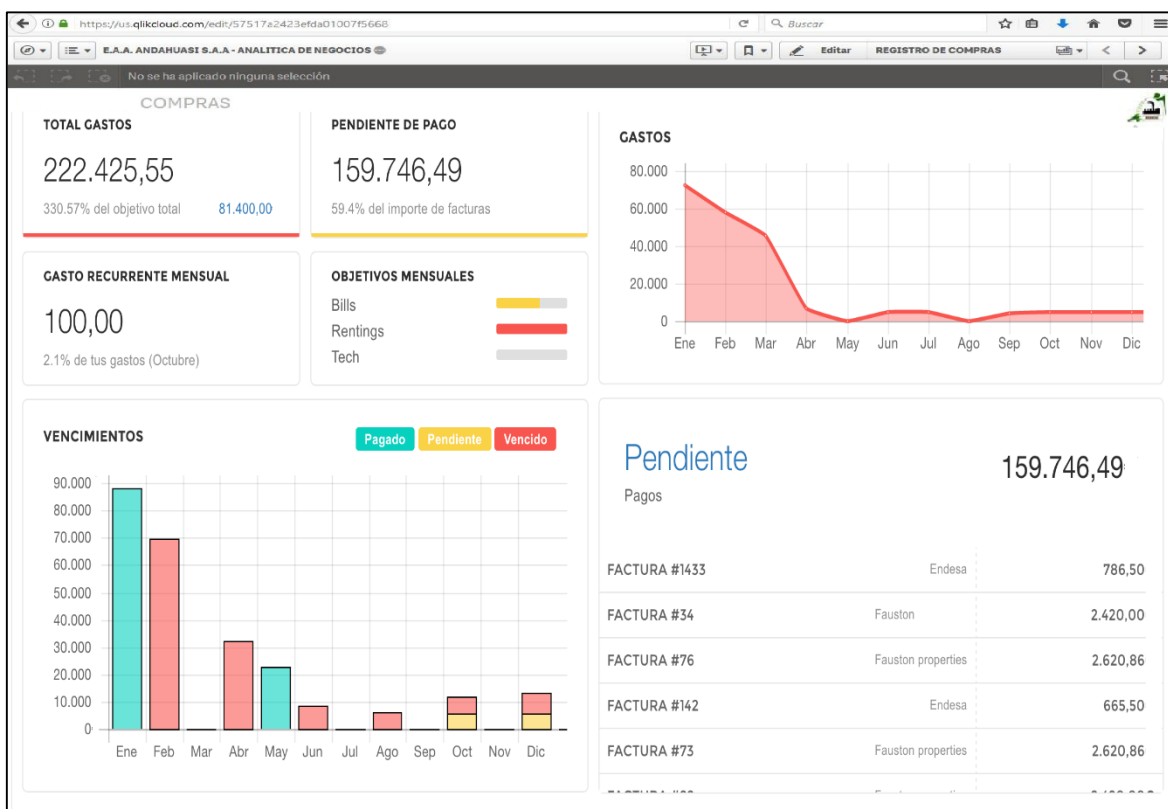 https://us.qlikcloud.com/edit/57517a2423efda01007f5668
Buscar
E.A.A. ANDAHUASI S.A.A - ANALITICA DE NEGOCIOS
Editar
REGISTRO DE COMPRAS
No se ha aplicado ninguna selección
COMPRAS
TOTAL GASTOS
222.425,55
330.57% del objetivo total 81.400,00
PENDIENTE DE PAGO
159.746,49
59.4% del importe de facturas
GASTOS
80.000
60.000
40.000
20.000
0
Ene Feb Mar Abr May Jun Jul Ago Sep Oct Nov Dic
GASTO RECURRENTE MENSUAL
100,00
2.1% de tus gastos (Octubre)
OBJETIVOS MENSUALES
Bills
Rentings
Tech
VENCIMIENTOS
Pagado Pendiente Vencido
90.000
80.000
70.000
60.000
50.000
40.000
30.000
20.000
10.000
0
Ene Feb Mar Abr May Jun Jul Ago Sep Oct Nov Dic
Pendiente 159.746,49
Pagos
FACTURA #1433 Endesa 786,50
FACTURA #34 Fauston 2.420,00
FACTURA #76 Fauston properties 2.620,86
FACTURA #142 Endesa 665,50
FACTURA #73 Fauston properties 2.620,86